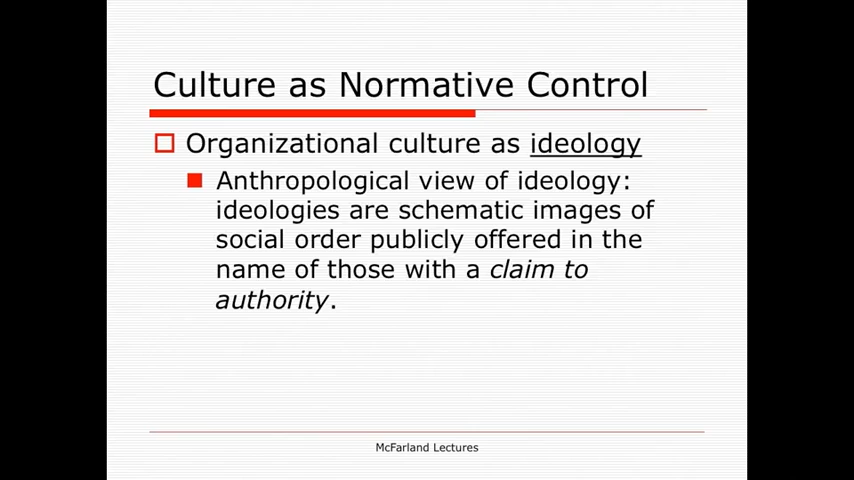 Culture as Normative Control
Organizational culture as ideology
Anthropological view of ideology:
ideologies are schematic images of
social order publicly offered in the
name of those with a claim to
authority.
McFarland Lectures